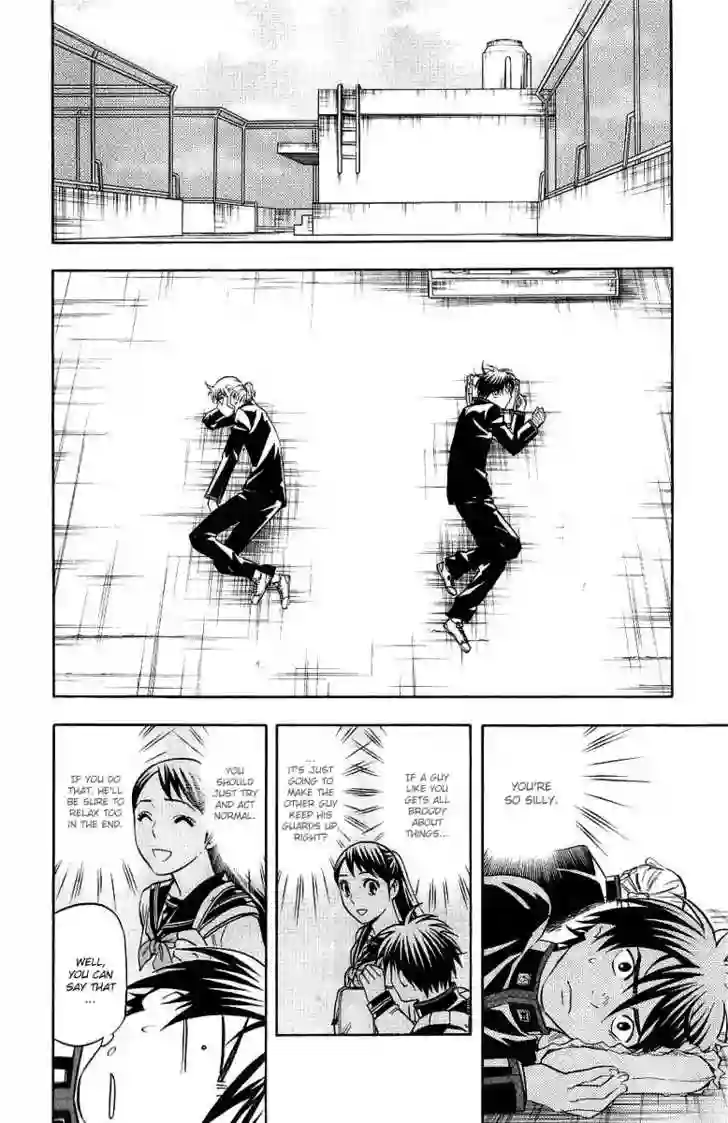 YOU'RE
SO SILLY.
IF A GUY
LIKE YOU
GETS ALL
BROODY
ABOUT
THINGS...
...
IT'S JUST
GOING TO
MAKE THE
OTHER GUY
KEEP HIS
GUARDS UP,
RIGHT?
YOU
SHOULD
JUST TRY
AND ACT
NORMAL.
IF YOU DO
THAT, HE'LL
BE SURE TO
RELAX TOO
IN THE END.
WELL,
YOU CAN
SAY THAT
...